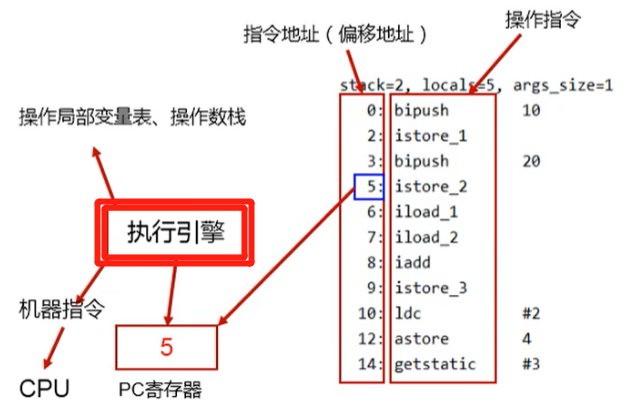 操作指令
指令地址（偏移地址）
stack=2, locals=5, args_size=1
0: bipush 10
2: istore_1
3: bipush 20
5: istore_2
6: iload_1
7: iload_2
8: iadd
9: istore_3
10: ldc #2
12: astore 4
14: getstatic #3
操作局部变量表、操作数栈
执行引擎
机器指令
5
CPU
PC寄存器